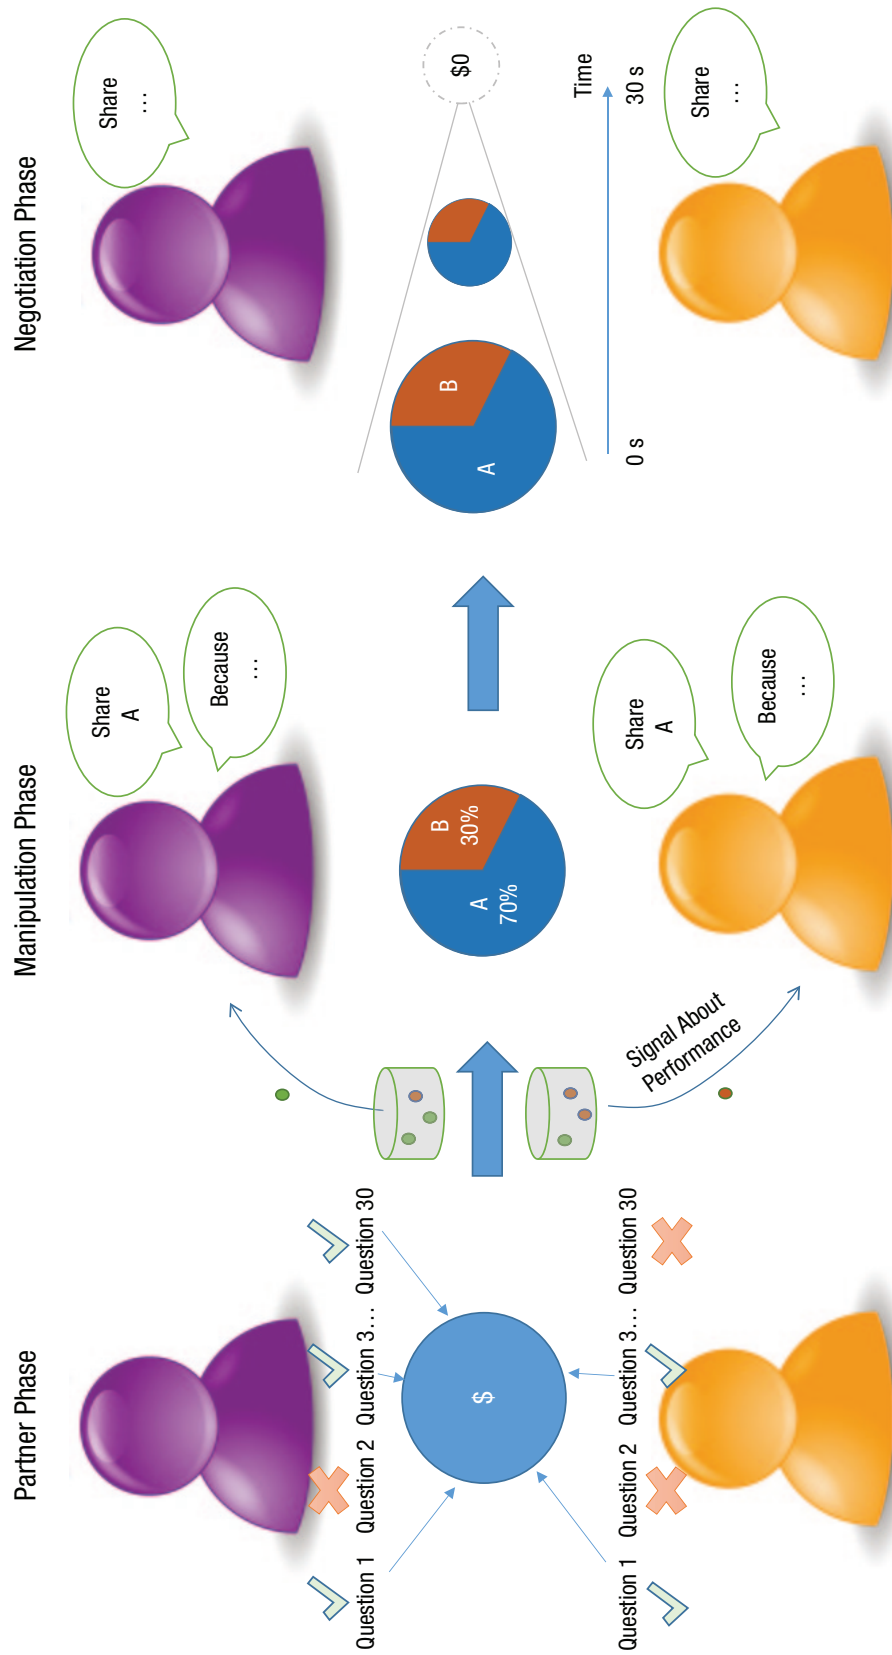 Partner Phase
Question 1
Question 2
Question 3…
Question 30
$
Question 1
Question 2
Question 3…
Question 30
Signal About
Performance
Manipulation Phase
Share
A
Because
…
A
70%
B
30%
Share
A
Because
…
Negotiation Phase
Share
…
A
B
$0
Time
0 s
30 s
Share
…